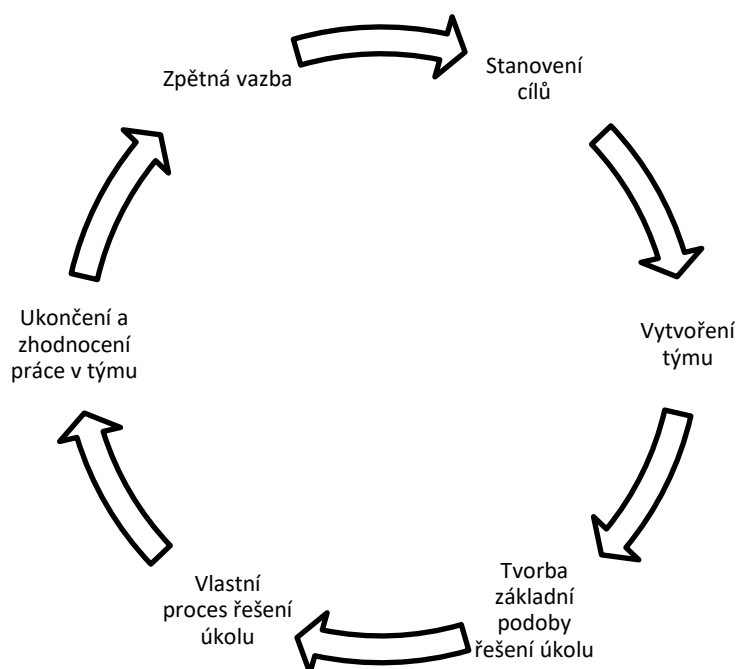 Zpětná vazba
Stanovení
cílů
Vytvoření
týmu
Tvorba
základní
podoby
řešení úkolu
Vlastní
proces řešení
úkolu
Ukončení a
zhodnocení
práce v týmu